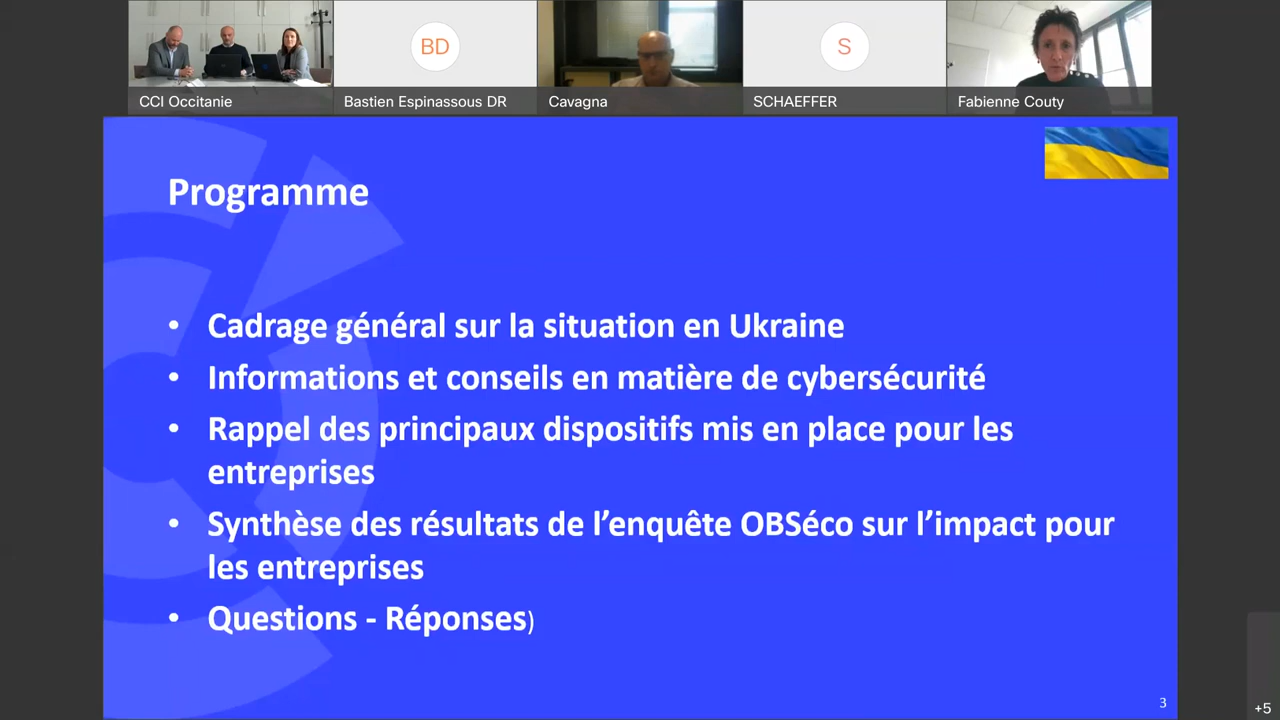 BD
S
CCI Occitanie
Bastien Espinassous DR
Cavagna
SCHAEFFER
Fabienne Couty
Programme
• Cadrage général sur la situation en Ukraine
• Informations et conseils en matière de cybersécurité
• Rappel des principaux dispositifs mis en place pour les
entreprises
• Synthèse des résultats de l’enquête OBSéco sur l’impact pour
les entreprises
• Questions - Réponses)
3
+5